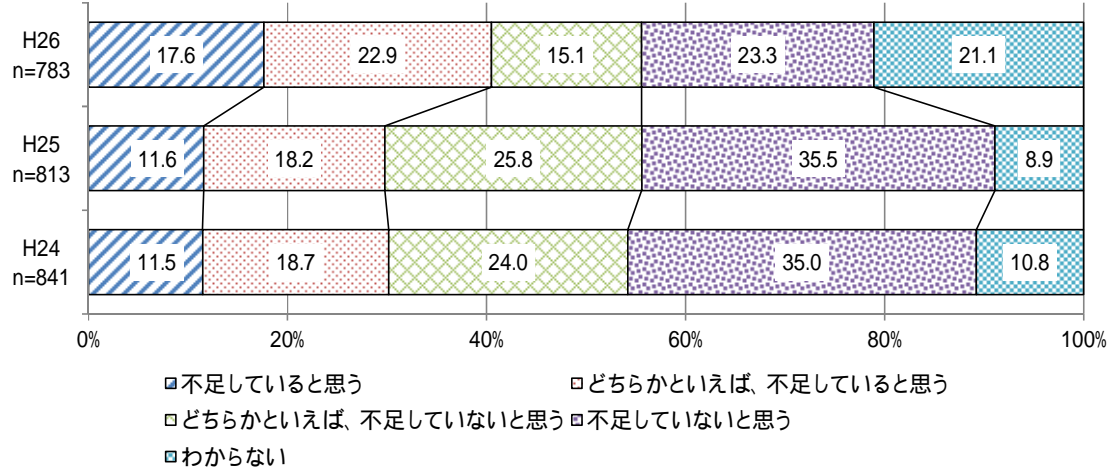 H26
n=783
17.6 22.9 15.1 23.3 21.1
H25
n=813
11.6 18.2 25.8 35.5 8.9
H24
n=841
11.5 18.7 24.0 35.0 10.8
0% 20% 40% 60% 80% 100%
不足していると思う どちらかといえば、不足していると思う
どちらかといえば、不足していないと思う 不足していないと思う
わからない